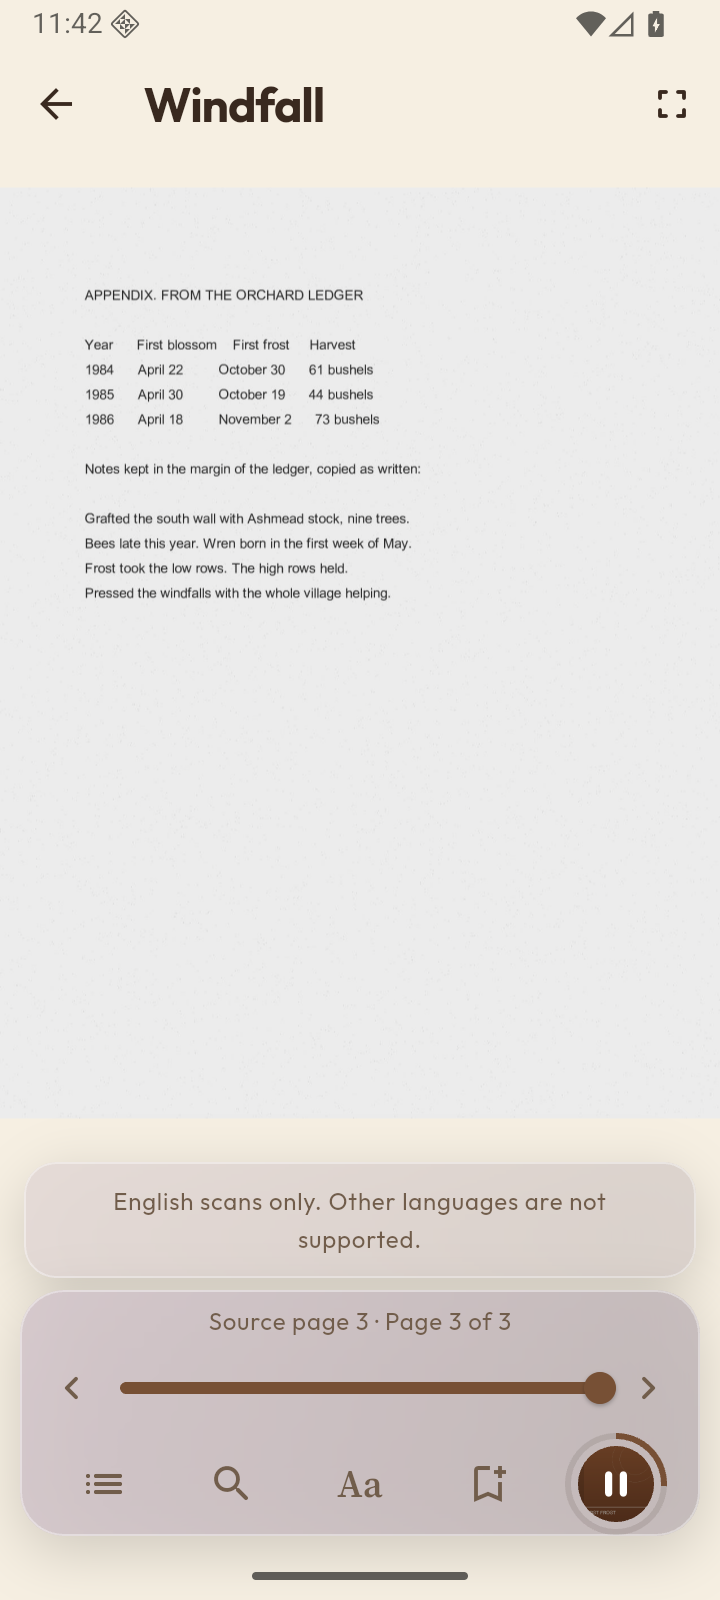 11:42
Windfall
APPENDIX. FROM THE ORCHARD LEDGER
Year First blossom First frost Harvest
1984 April 22 October 30 61 bushels
1985 April 30 October 19 44 bushels
1986 April 18 November 2 73 bushels
Notes kept in the margin of the ledger, copied as written:
Grafted the south wall with Ashmead stock, nine trees.
Bees late this year. Wren born in the first week of May.
Frost took the low rows. The high rows held.
Pressed the windfalls with the whole village helping.
English scans only. Other languages are not
supported.
Source page 3 · Page 3 of 3
Aa